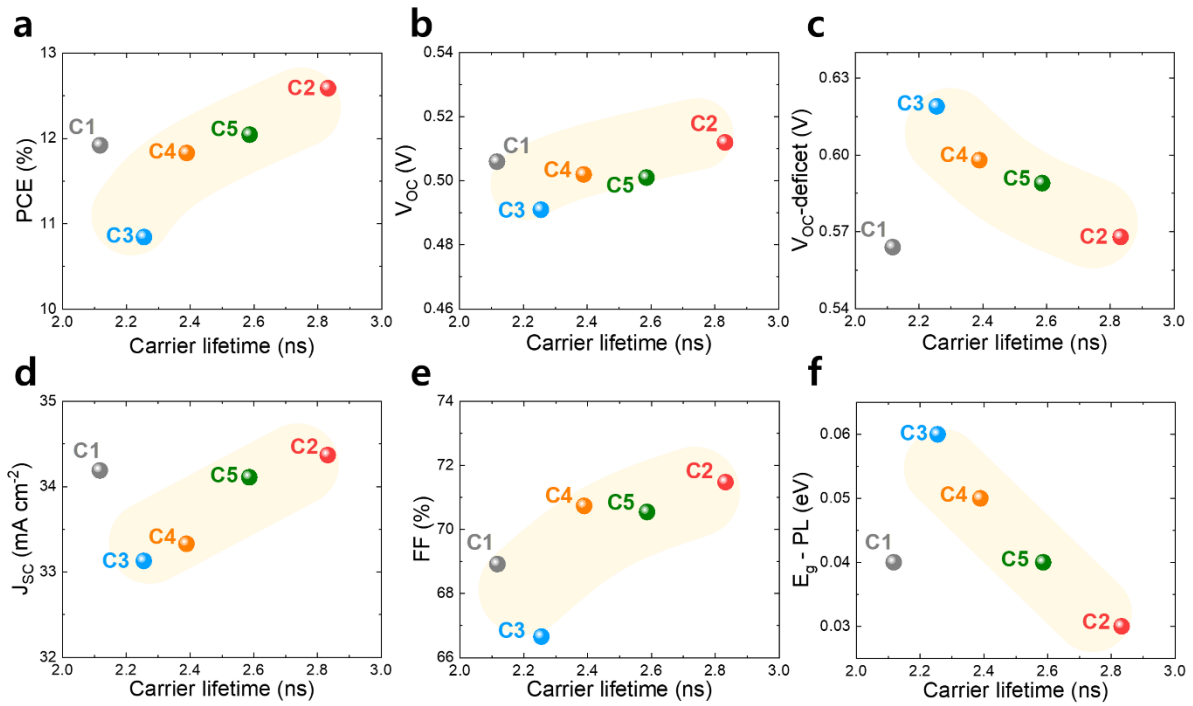 a
13
12
11
10
PCE (%)
C1
C2
C3
C4
C5
2.0 2.2 2.4 2.6 2.8 3.0
Carrier lifetime (ns)
b
0.54
0.52
0.50
0.48
0.46
V_OC (V)
C1
C2
C3
C4
C5
2.0 2.2 2.4 2.6 2.8 3.0
Carrier lifetime (ns)
c
0.63
0.60
0.57
0.54
V_OC-deficet (V)
C3
C4
C5
C1
C2
2.0 2.2 2.4 2.6 2.8 3.0
Carrier lifetime (ns)
d
35
34
33
32
J_SC (mA cm-2)
C1
C2
C5
C4
C3
2.0 2.2 2.4 2.6 2.8 3.0
Carrier lifetime (ns)
e
74
72
70
68
66
FF (%)
C1
C2
C4
C5
C3
2.0 2.2 2.4 2.6 2.8 3.0
Carrier lifetime (ns)
f
0.06
0.05
0.04
0.03
E_g - PL (eV)
C3
C4
C1
C5
C2
2.0 2.2 2.4 2.6 2.8 3.0
Carrier lifetime (ns)